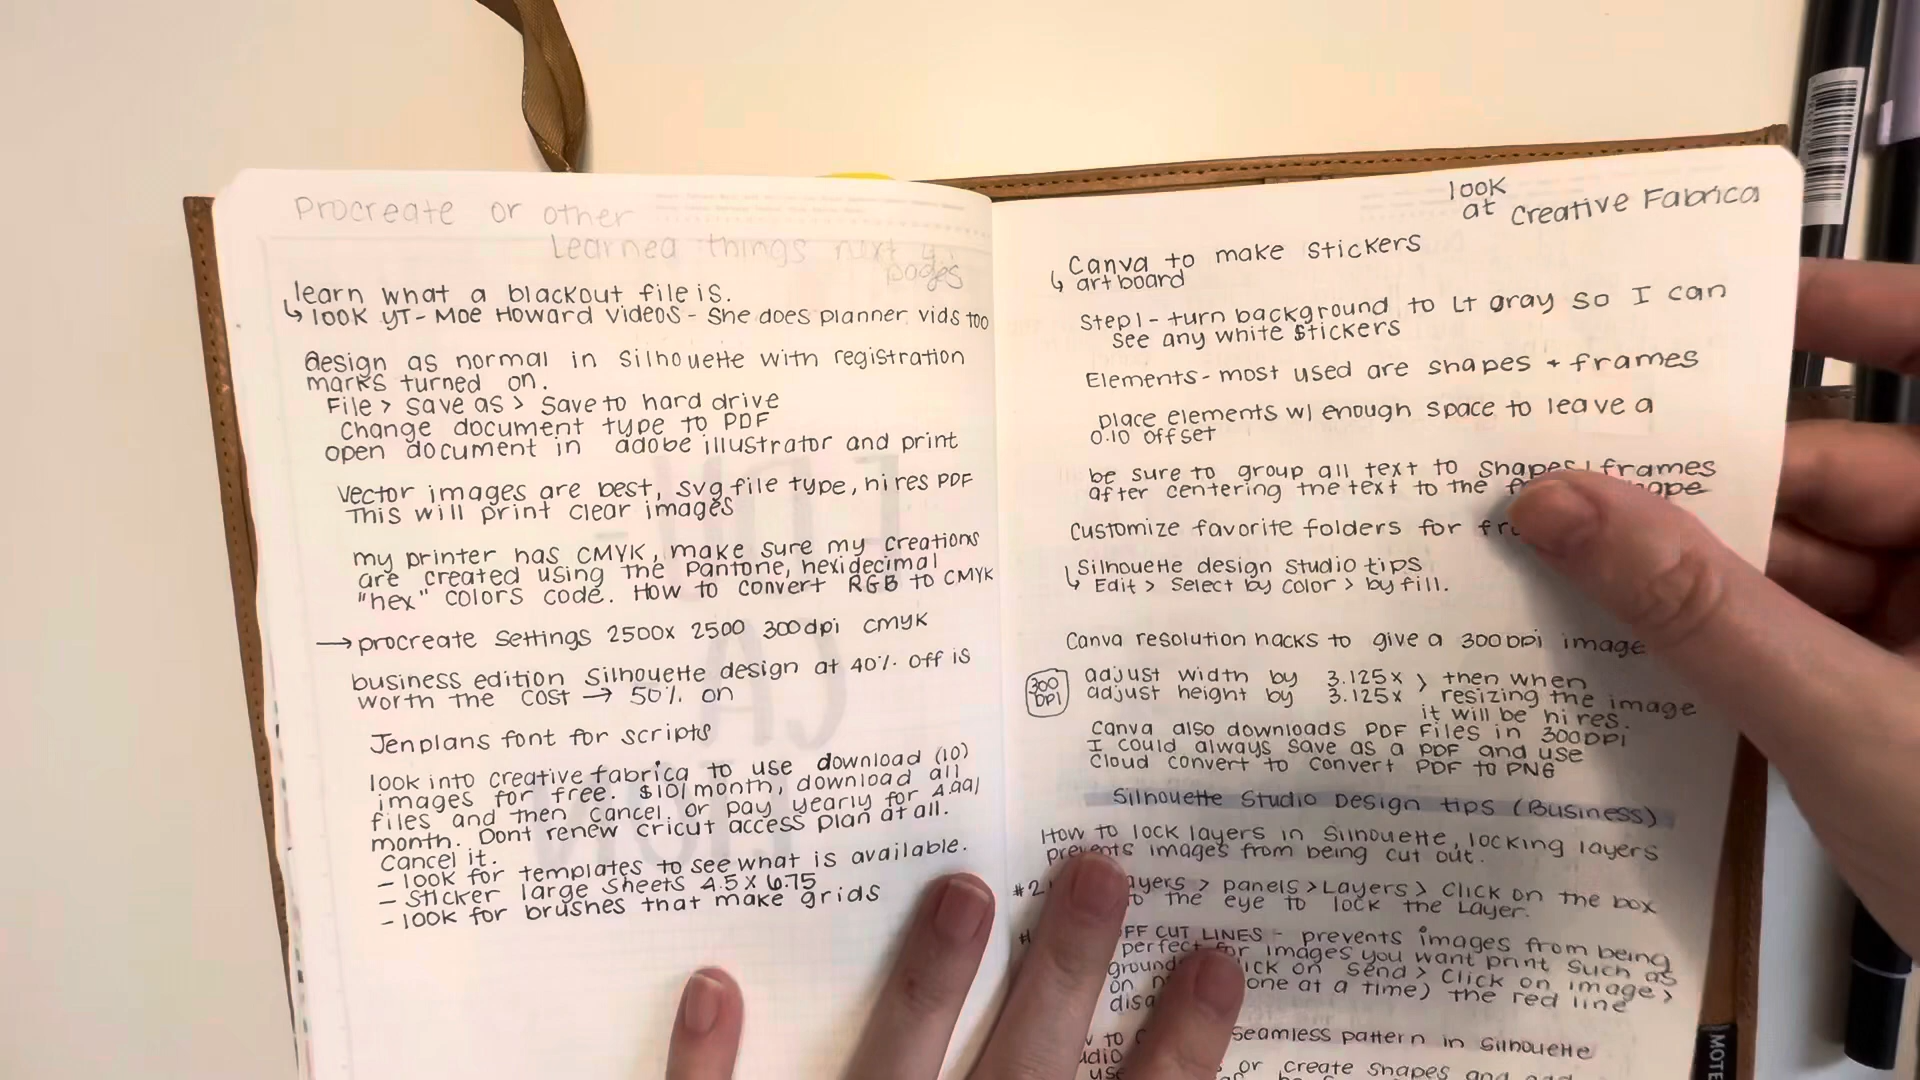 Procreate or other
Learned things next 4
pages
learn what a blackout file is.
↳ look YT - Moe Howard videos - she does planner vids too
design as normal in Silhouette with registration
marks turned on.
File > save as > Save to hard drive
Change document type to PDF
open document in adobe illustrator and print
vector images are best, svg file type, hi res PDF
This will print clear images
my printer has CMYK, make sure my creations
are created using the Pantone, hexidecimal
"hex" colors code. How to convert RGB to CMYK
→ procreate settings 2500x 2500 300dpi CMYK
business edition Silhouette design at 40% off is
worth the cost → 50% on
Jenplans font for scripts
look into creative fabrica to use download (10)
images for free. $10/month, download all
files and then cancel. or pay yearly for 4.99/
month. Dont renew cricut access plan at all.
Cancel it.
- look for templates to see what is available.
- Sticker large sheets 4.5 x 6.75
- look for brushes that make grids
look
at Creative Fabrica
Canva to make stickers
↳ art board
Step 1 - turn background to Lt gray so I can
see any white stickers
Elements - most used are shapes + frames
place elements w/ enough space to leave a
0.10 offset
be sure to group all text to shapes/frames
after centering the text to the
Customize favorite folders for
Silhouette design Studio tips
↳ Edit > Select by Color > by fill.
Canva resolution hacks to give a 300 DPI image
300 DPI
adjust width by 3.125x > then when
adjust height by 3.125x resizing the image
it will be hi res.
Canva also downloads PDF files in 300DPI
I could always save as a PDF and use
cloud convert to convert PDF to PNG
Silhouette Studio Design tips (Business)
How to lock layers in Silhouette, locking layers
prevents images from being cut out.
#2 > panels > Layers > Click on the box
the eye to lock the Layer.
CUT LINES - prevents images from being
perfect for images you want print such as
on send > Click on image >
on one at a time) the red line
Seamless pattern in Silhouette
or create shapes and
MOTE